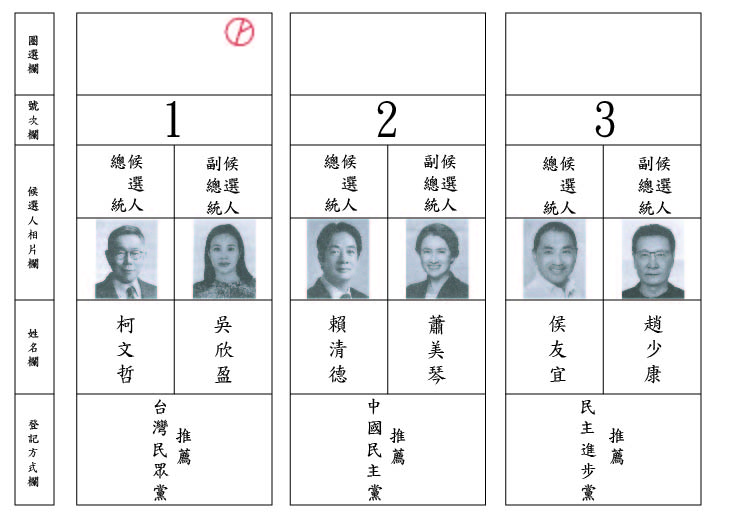 圈選欄
號次欄
1
2
3
候選人相片欄
總統
候選人
副總統
候選人
總統
候選人
副總統
候選人
總統
候選人
副總統
候選人
姓名欄
柯文哲
吳欣盈
賴清德
蕭美琴
侯友宜
趙少康
登記方式欄
台灣民眾黨
推薦
中國民主黨
推薦
民主進步黨
推薦